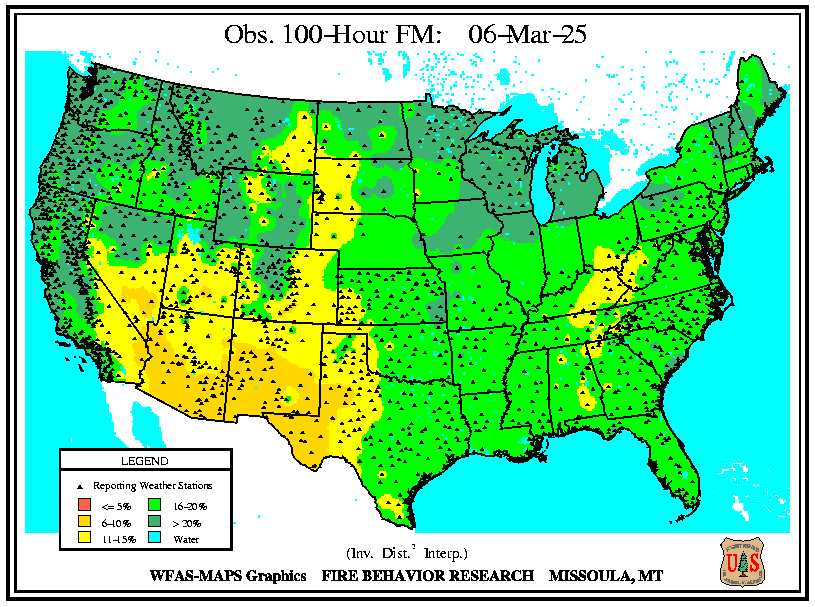 Obs. 100-Hour FM: 06-Mar-25
LEGEND
Reporting Weather Stations
<= 5% 16-20%
6-10% > 20%
11-15% Water
(Inv. Dist.² Interp.)
WFAS-MAPS Graphics FIRE BEHAVIOR RESEARCH MISSOULA, MT
U S